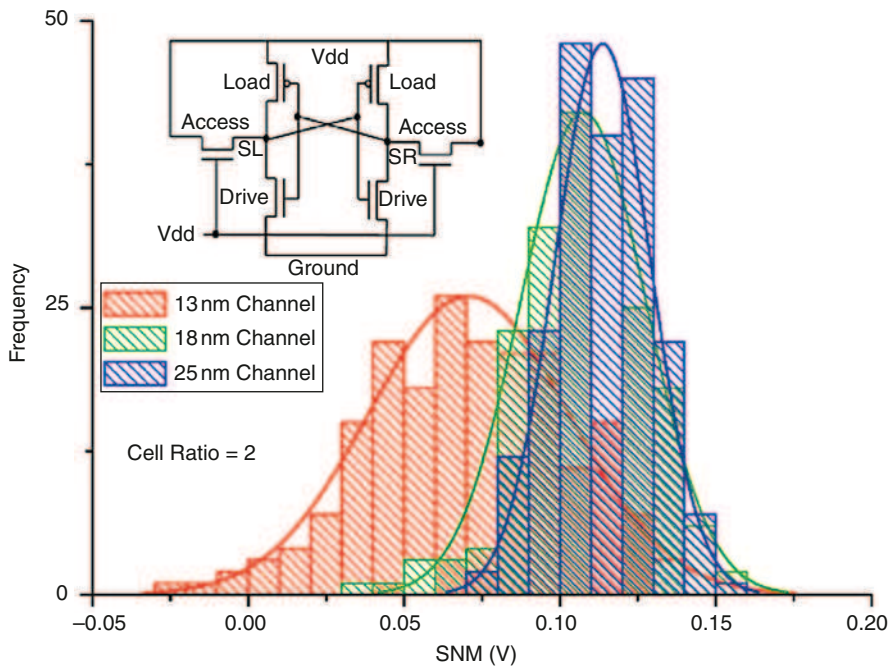 50
Vdd
Load
Load
Access
Access
SL
SR
Drive
Drive
Vdd
Ground
Frequency
25
13 nm Channel
18 nm Channel
25 nm Channel
Cell Ratio = 2
0
–0.05
0.00
0.05
0.10
0.15
0.20
SNM (V)